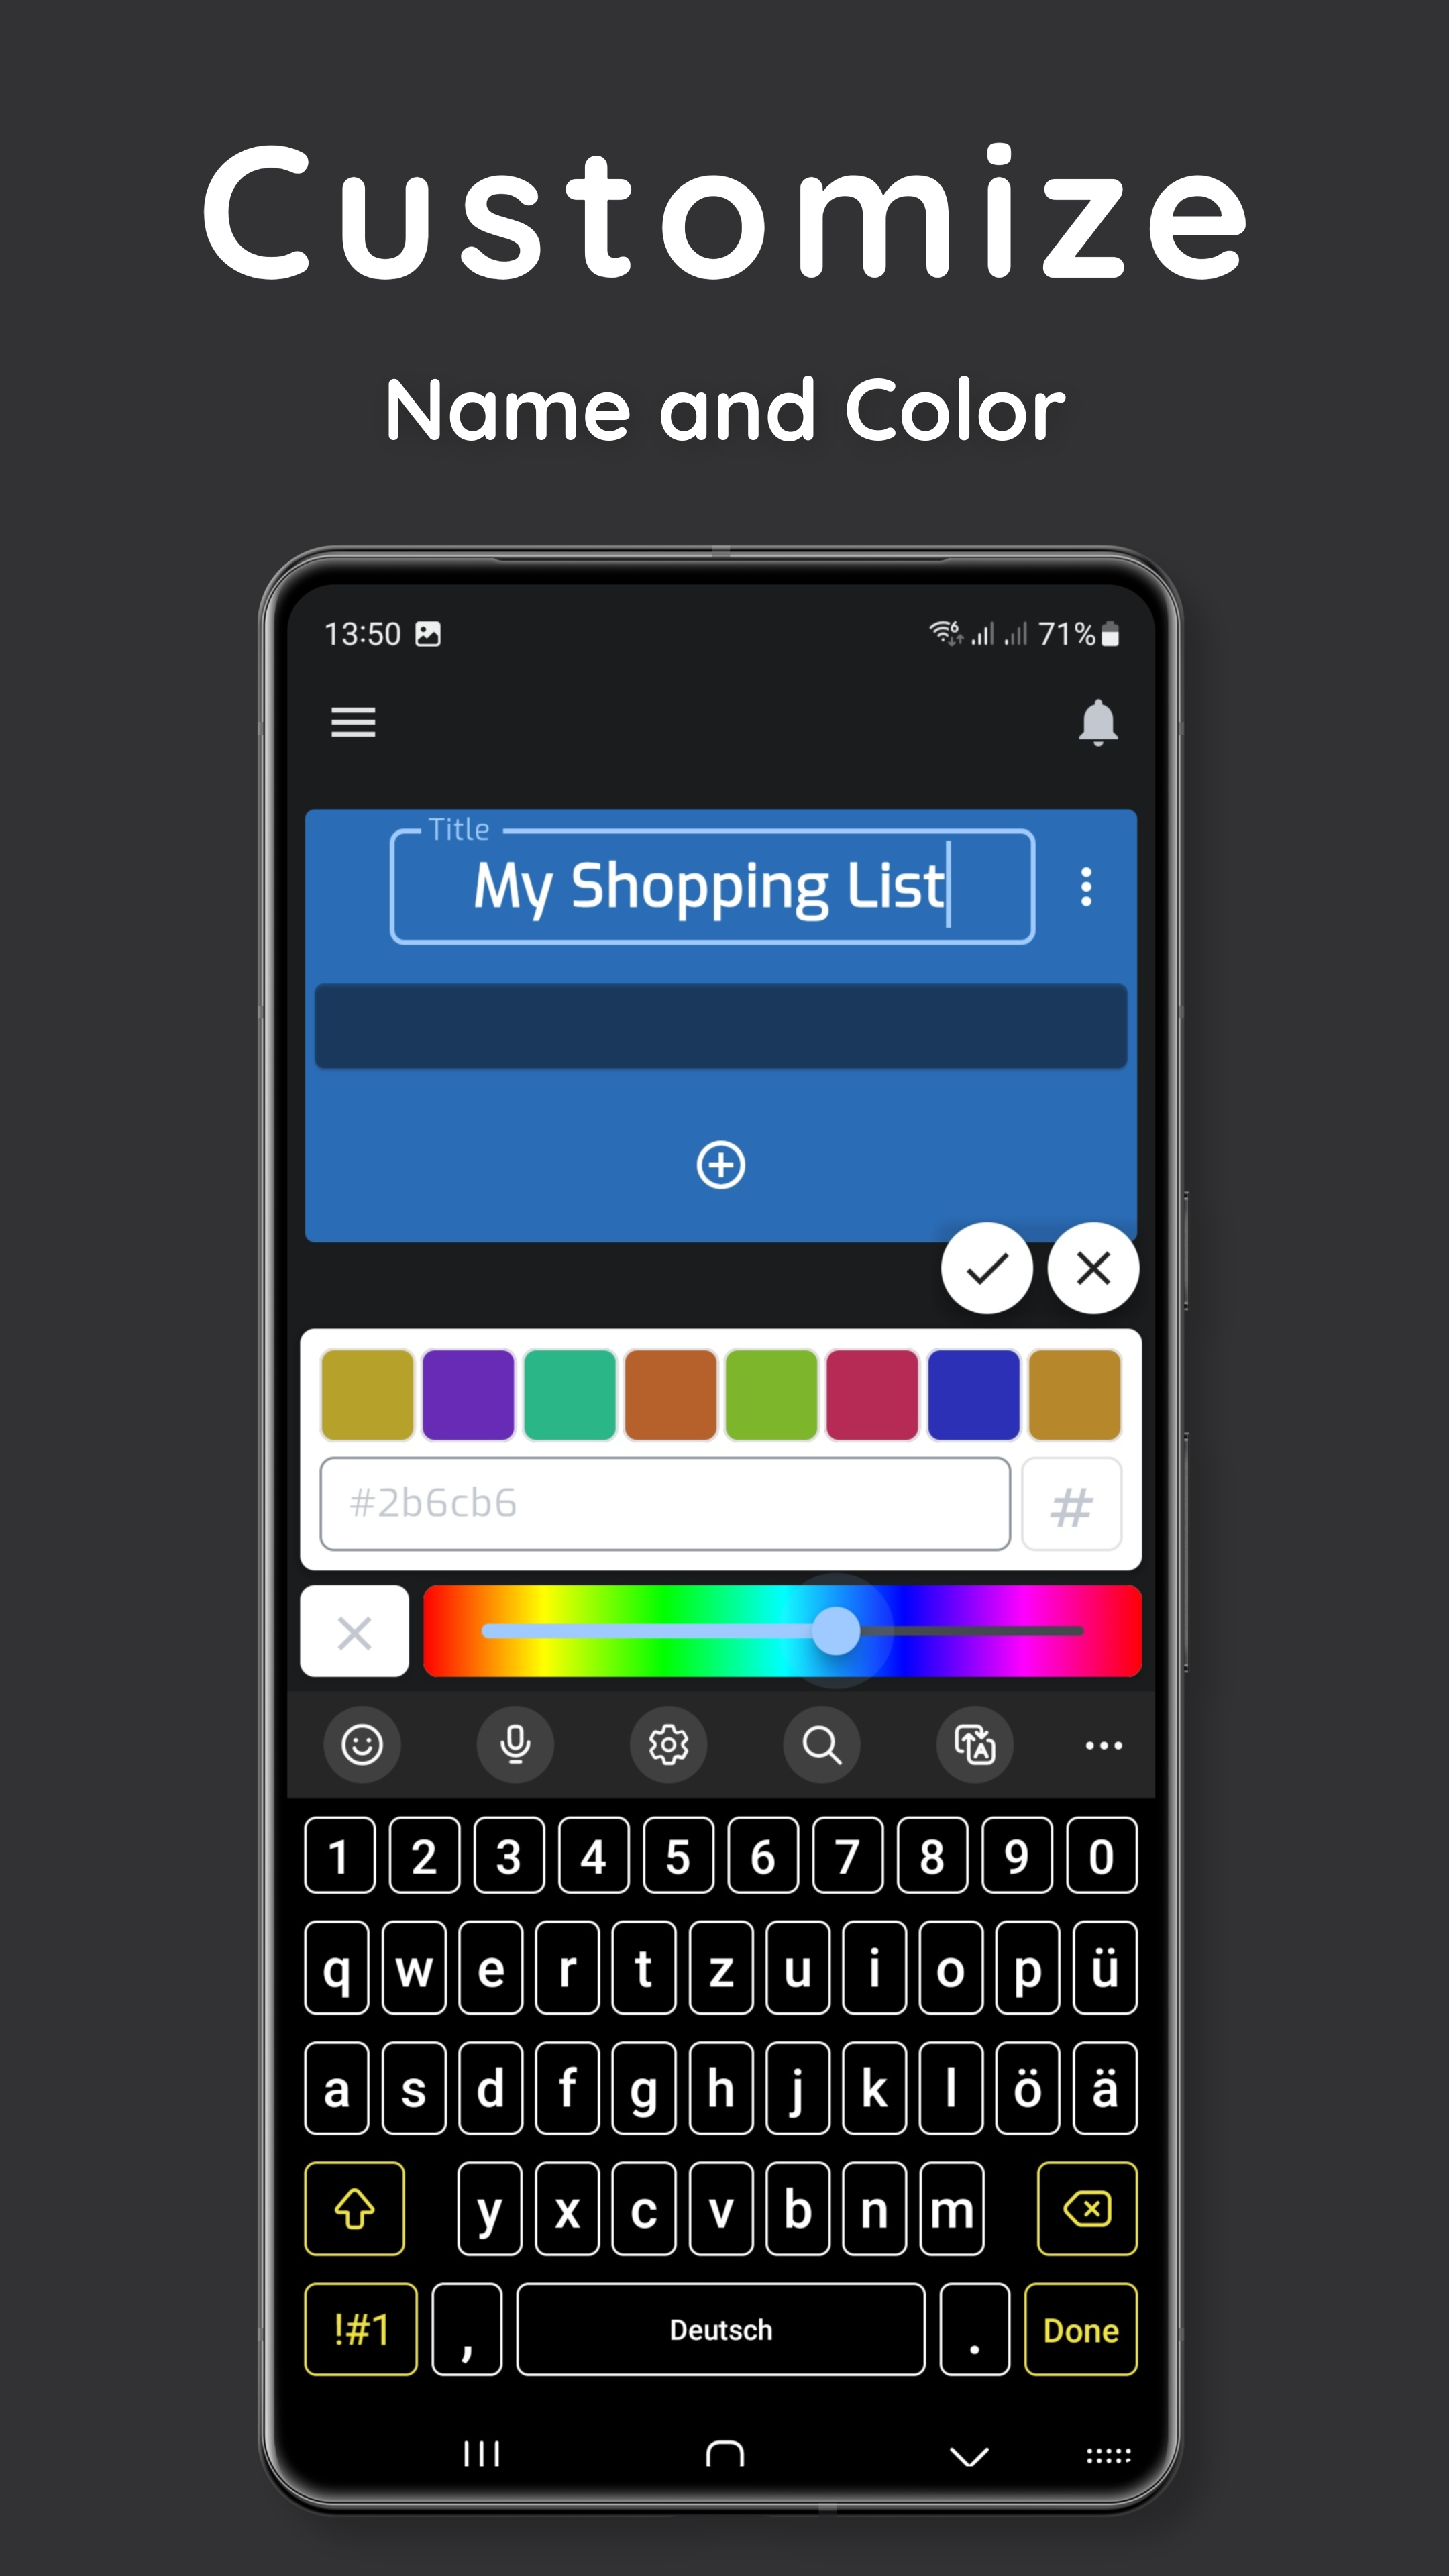 Customize
Name and Color
13:50 71%
Title
My Shopping List
#2b6cb6 #
1 2 3 4 5 6 7 8 9 0
q w e r t z u i o p ü
a s d f g h j k l ö ä
y x c v b n m
!#1 , Deutsch . Done